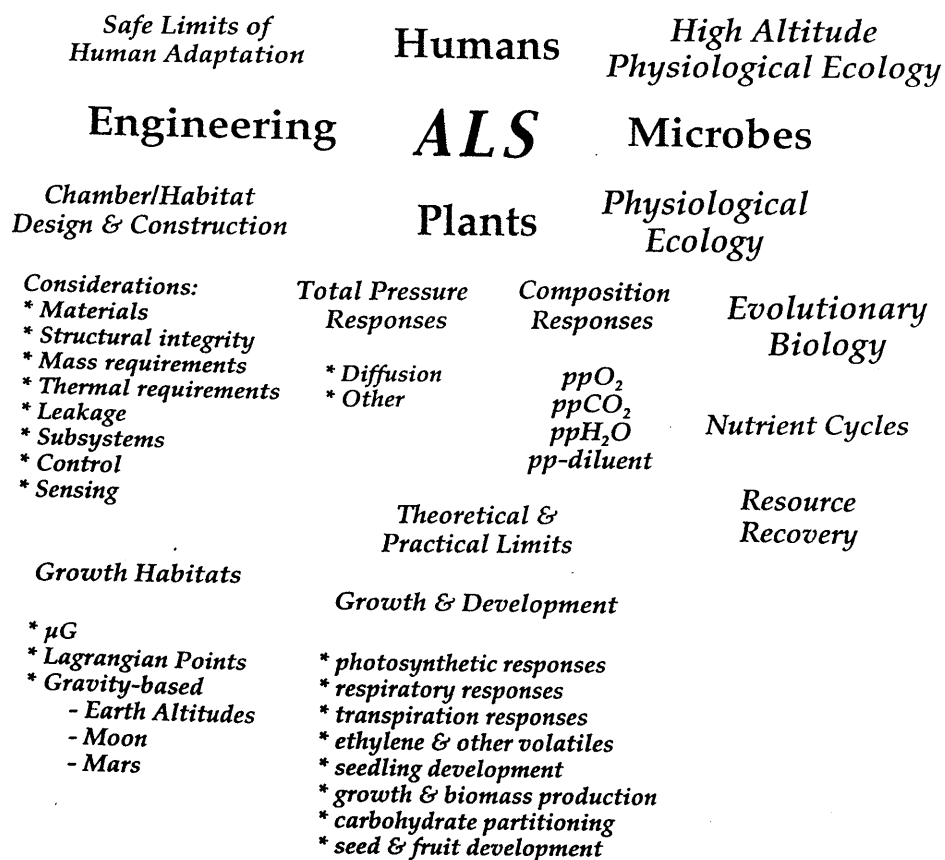 Safe Limits of
Human Adaptation
Humans
High Altitude
Physiological Ecology
Engineering
ALS
Microbes
Chamber/Habitat
Design & Construction
Plants
Physiological
Ecology
Considerations:
* Materials
* Structural integrity
* Mass requirements
* Thermal requirements
* Leakage
* Subsystems
* Control
* Sensing
Total Pressure
Responses
* Diffusion
* Other
Composition
Responses
ppO₂
ppCO₂
ppH₂O
pp-diluent
Evolutionary
Biology
Nutrient Cycles
Resource
Recovery
Theoretical &
Practical Limits
Growth Habitats
* µG
* Lagrangian Points
* Gravity-based
- Earth Altitudes
- Moon
- Mars
Growth & Development
* photosynthetic responses
* respiratory responses
* transpiration responses
* ethylene & other volatiles
* seedling development
* growth & biomass production
* carbohydrate partitioning
* seed & fruit development